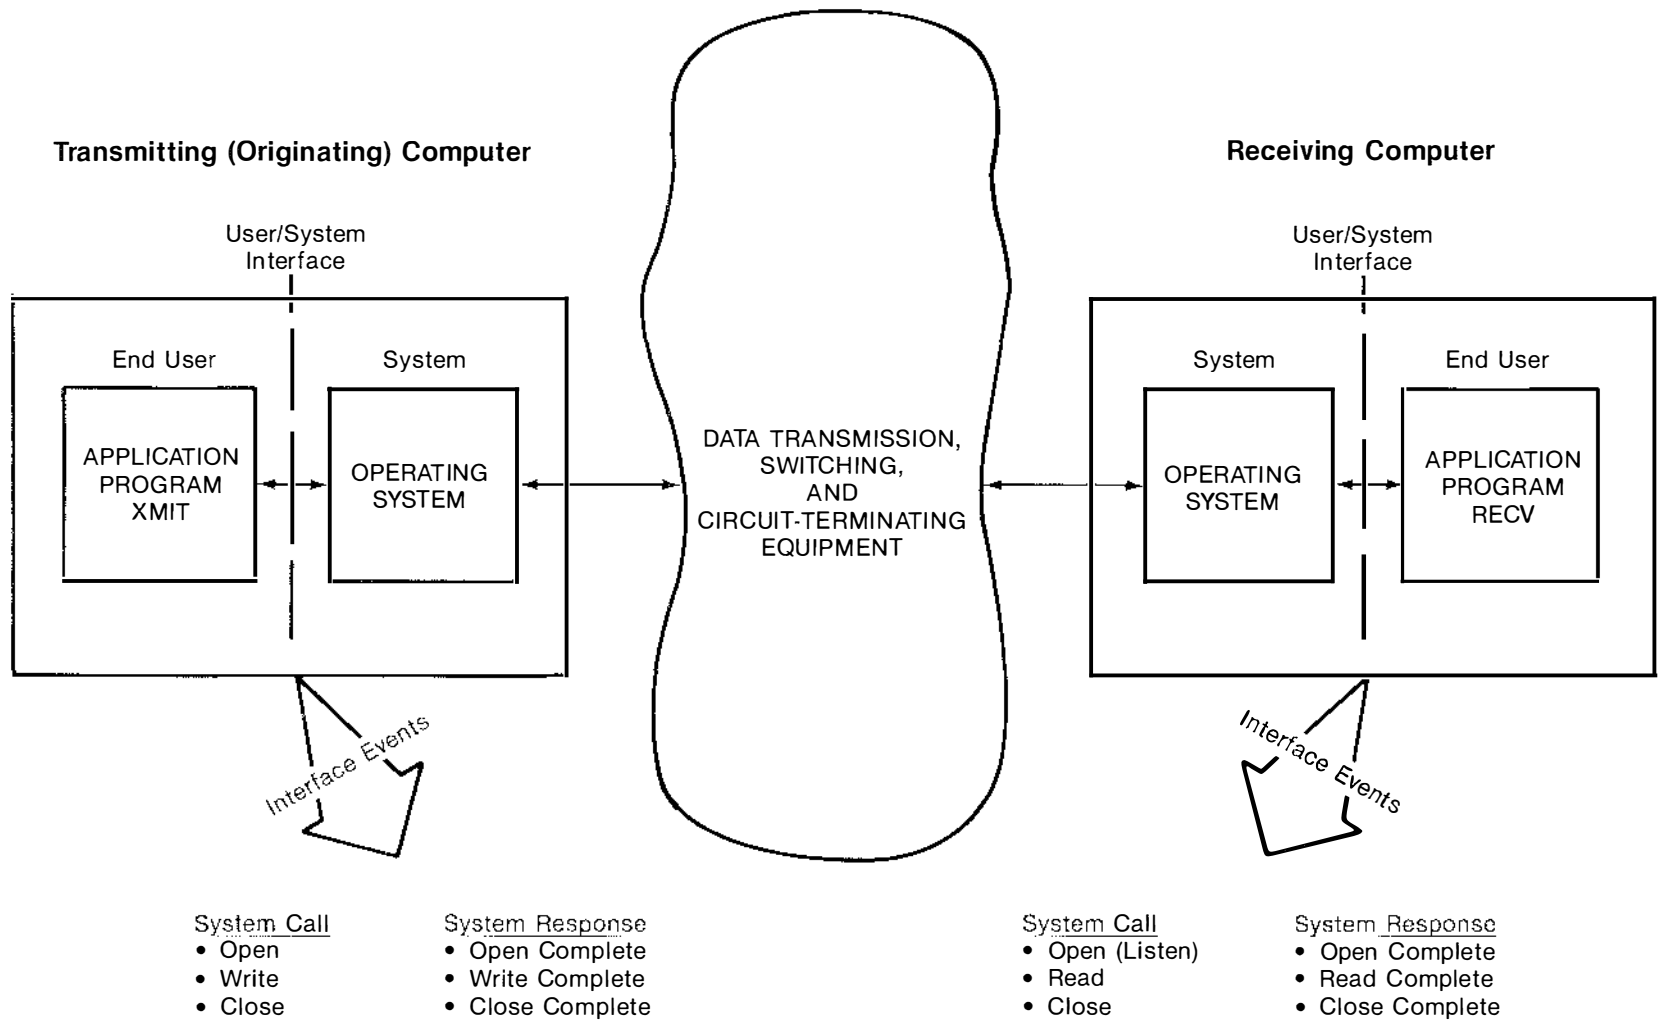 Transmitting (Originating) Computer
Receiving Computer
User/System
Interface
User/System
Interface
End User
System
System
End User
APPLICATION
PROGRAM
XMIT
OPERATING
SYSTEM
DATA TRANSMISSION,
SWITCHING,
AND
CIRCUIT-TERMINATING
EQUIPMENT
OPERATING
SYSTEM
APPLICATION
PROGRAM
RECV
Interface Events
Interface Events
System Call
• Open
• Write
• Close
System Response
• Open Complete
• Write Complete
• Close Complete
System Call
• Open (Listen)
• Read
• Close
System Response
• Open Complete
• Read Complete
• Close Complete